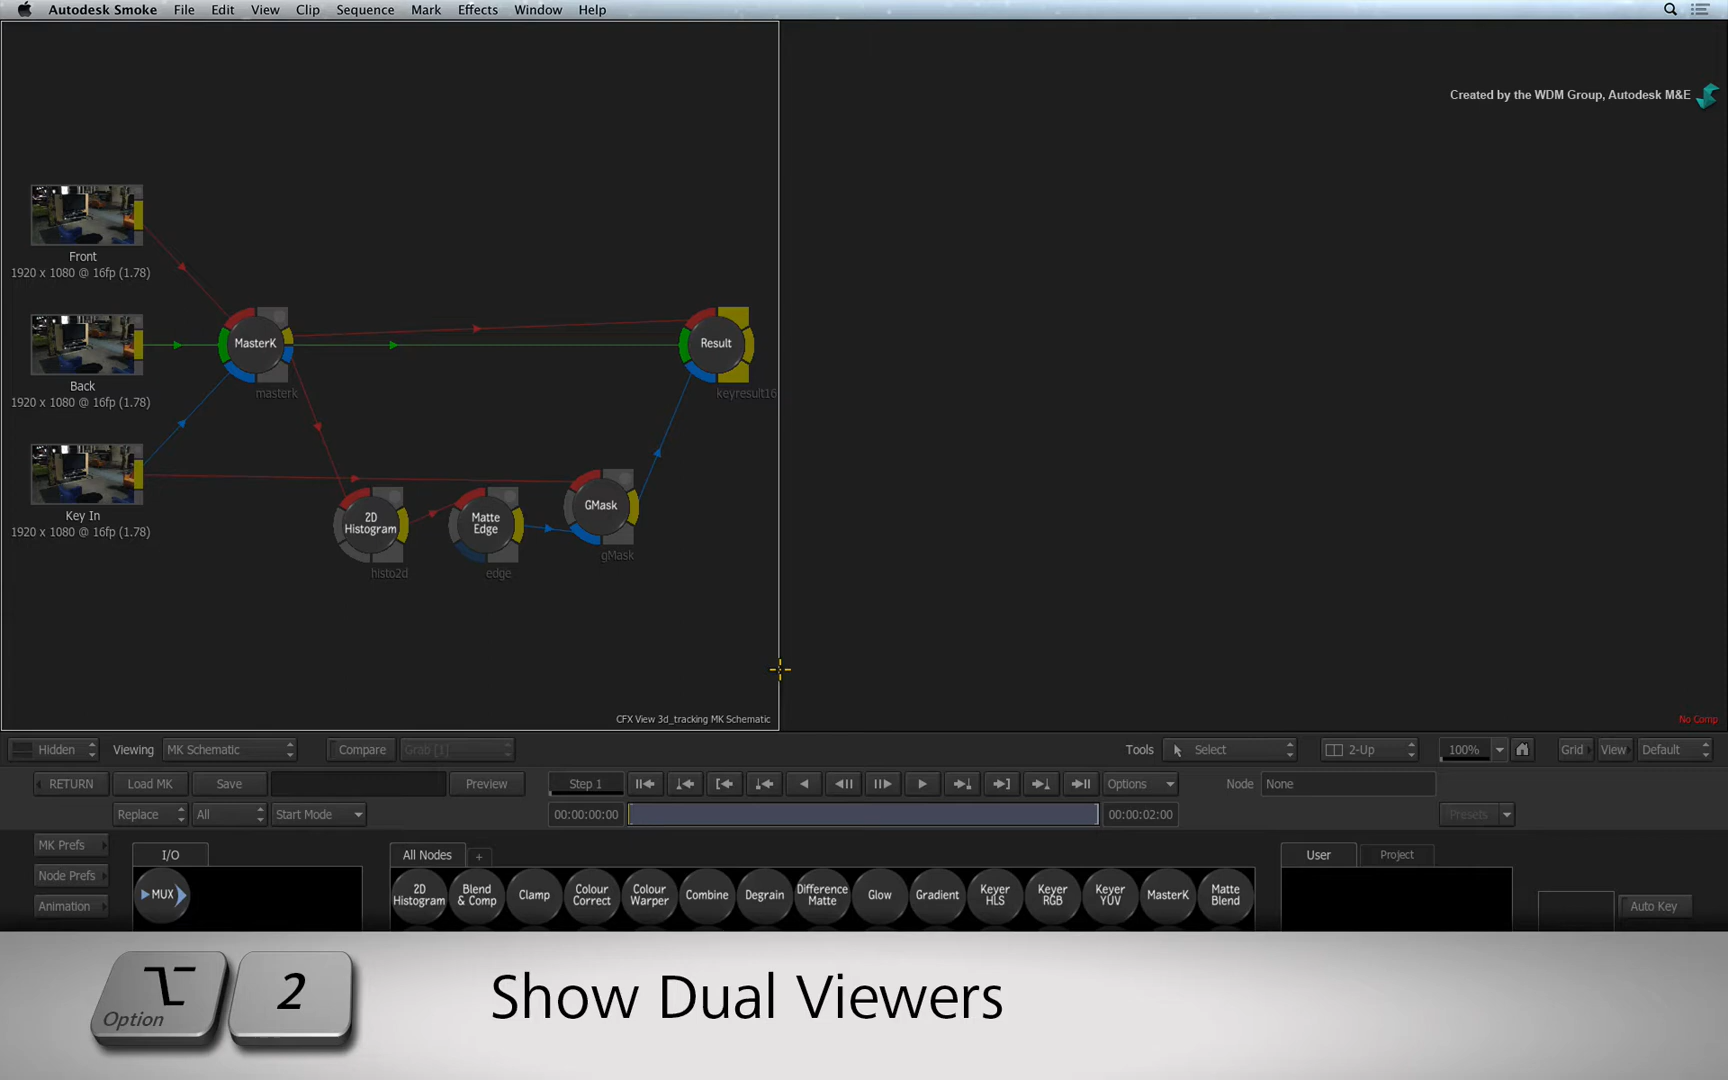 Autodesk Smoke File Edit View Clip Sequence Mark Effects Window Help
Created by the WDM Group, Autodesk M&E
Front
1920 x 1080 @ 16fp (1.78)
MasterK
masterk
Result
keyresult16
Back
1920 x 1080 @ 16fp (1.78)
Key In
1920 x 1080 @ 16fp (1.78)
2D
Histogram
histo2d
Matte
Edge
edge
GMask
gMask
CFX View 3d_tracking MK Schematic
No Comp
Hidden Viewing MK Schematic Compare Grab [1] Tools Select 2-Up 100% Grid View Default
RETURN Load MK Save Preview Step 1 Options Node None
Replace All Start Mode 00:00:00:00 00:00:02:00 Presets
MK Prefs I/O All Nodes + User Project
Node Prefs
Animation
MUX
2D
Histogram
Blend
& Comp
Clamp
Colour
Correct
Colour
Warper
Combine
Degrain
Difference
Matte
Glow
Gradient
Keyer
HLS
Keyer
RGB
Keyer
YUV
MasterK
Matte
Blend
Auto Key
Option
2
Show Dual Viewers